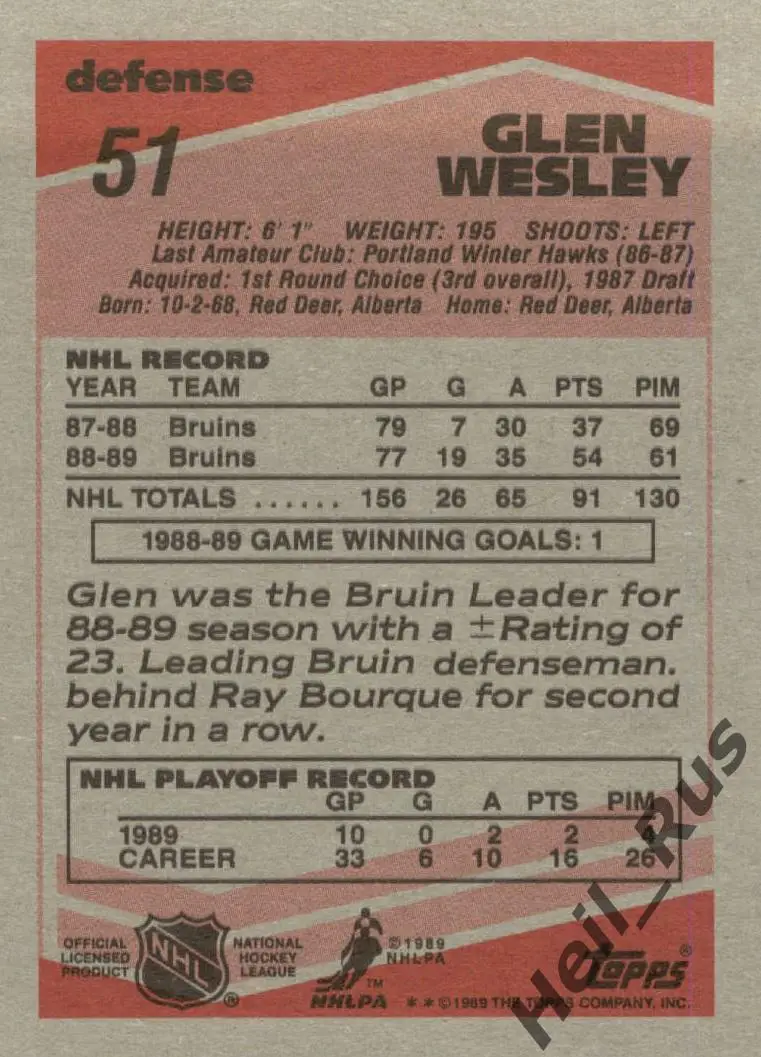 defense
51
GLEN
WESLEY
HEIGHT: 6' 1" WEIGHT: 195 SHOOTS: LEFT
Last Amateur Club: Portland Winter Hawks (86-87)
Acquired: 1st Round Choice (3rd overall), 1987 Draft
Born: 10-2-68, Red Deer, Alberta Home: Red Deer, Alberta
NHL RECORD
YEAR TEAM GP G A PTS PIM
87-88 Bruins 79 7 30 37 69
88-89 Bruins 77 19 35 54 61
NHL TOTALS ...... 156 26 65 91 130
1988-89 GAME WINNING GOALS: 1
Glen was the Bruin Leader for
88-89 season with a ±Rating of
23. Leading Bruin defenseman.
behind Ray Bourque for second
year in a row.
NHL PLAYOFF RECORD
GP G A PTS PIM
1989 10 0 2 2 4
CAREER 33 6 10 16 26
OFFICIAL
LICENSED
PRODUCT
NHL
®
NATIONAL
HOCKEY
LEAGUE
©1989
NHLPA
TM
NHLPA
TOPPS®
**©1989 THE TOPPS COMPANY, INC.
Heil_Rus